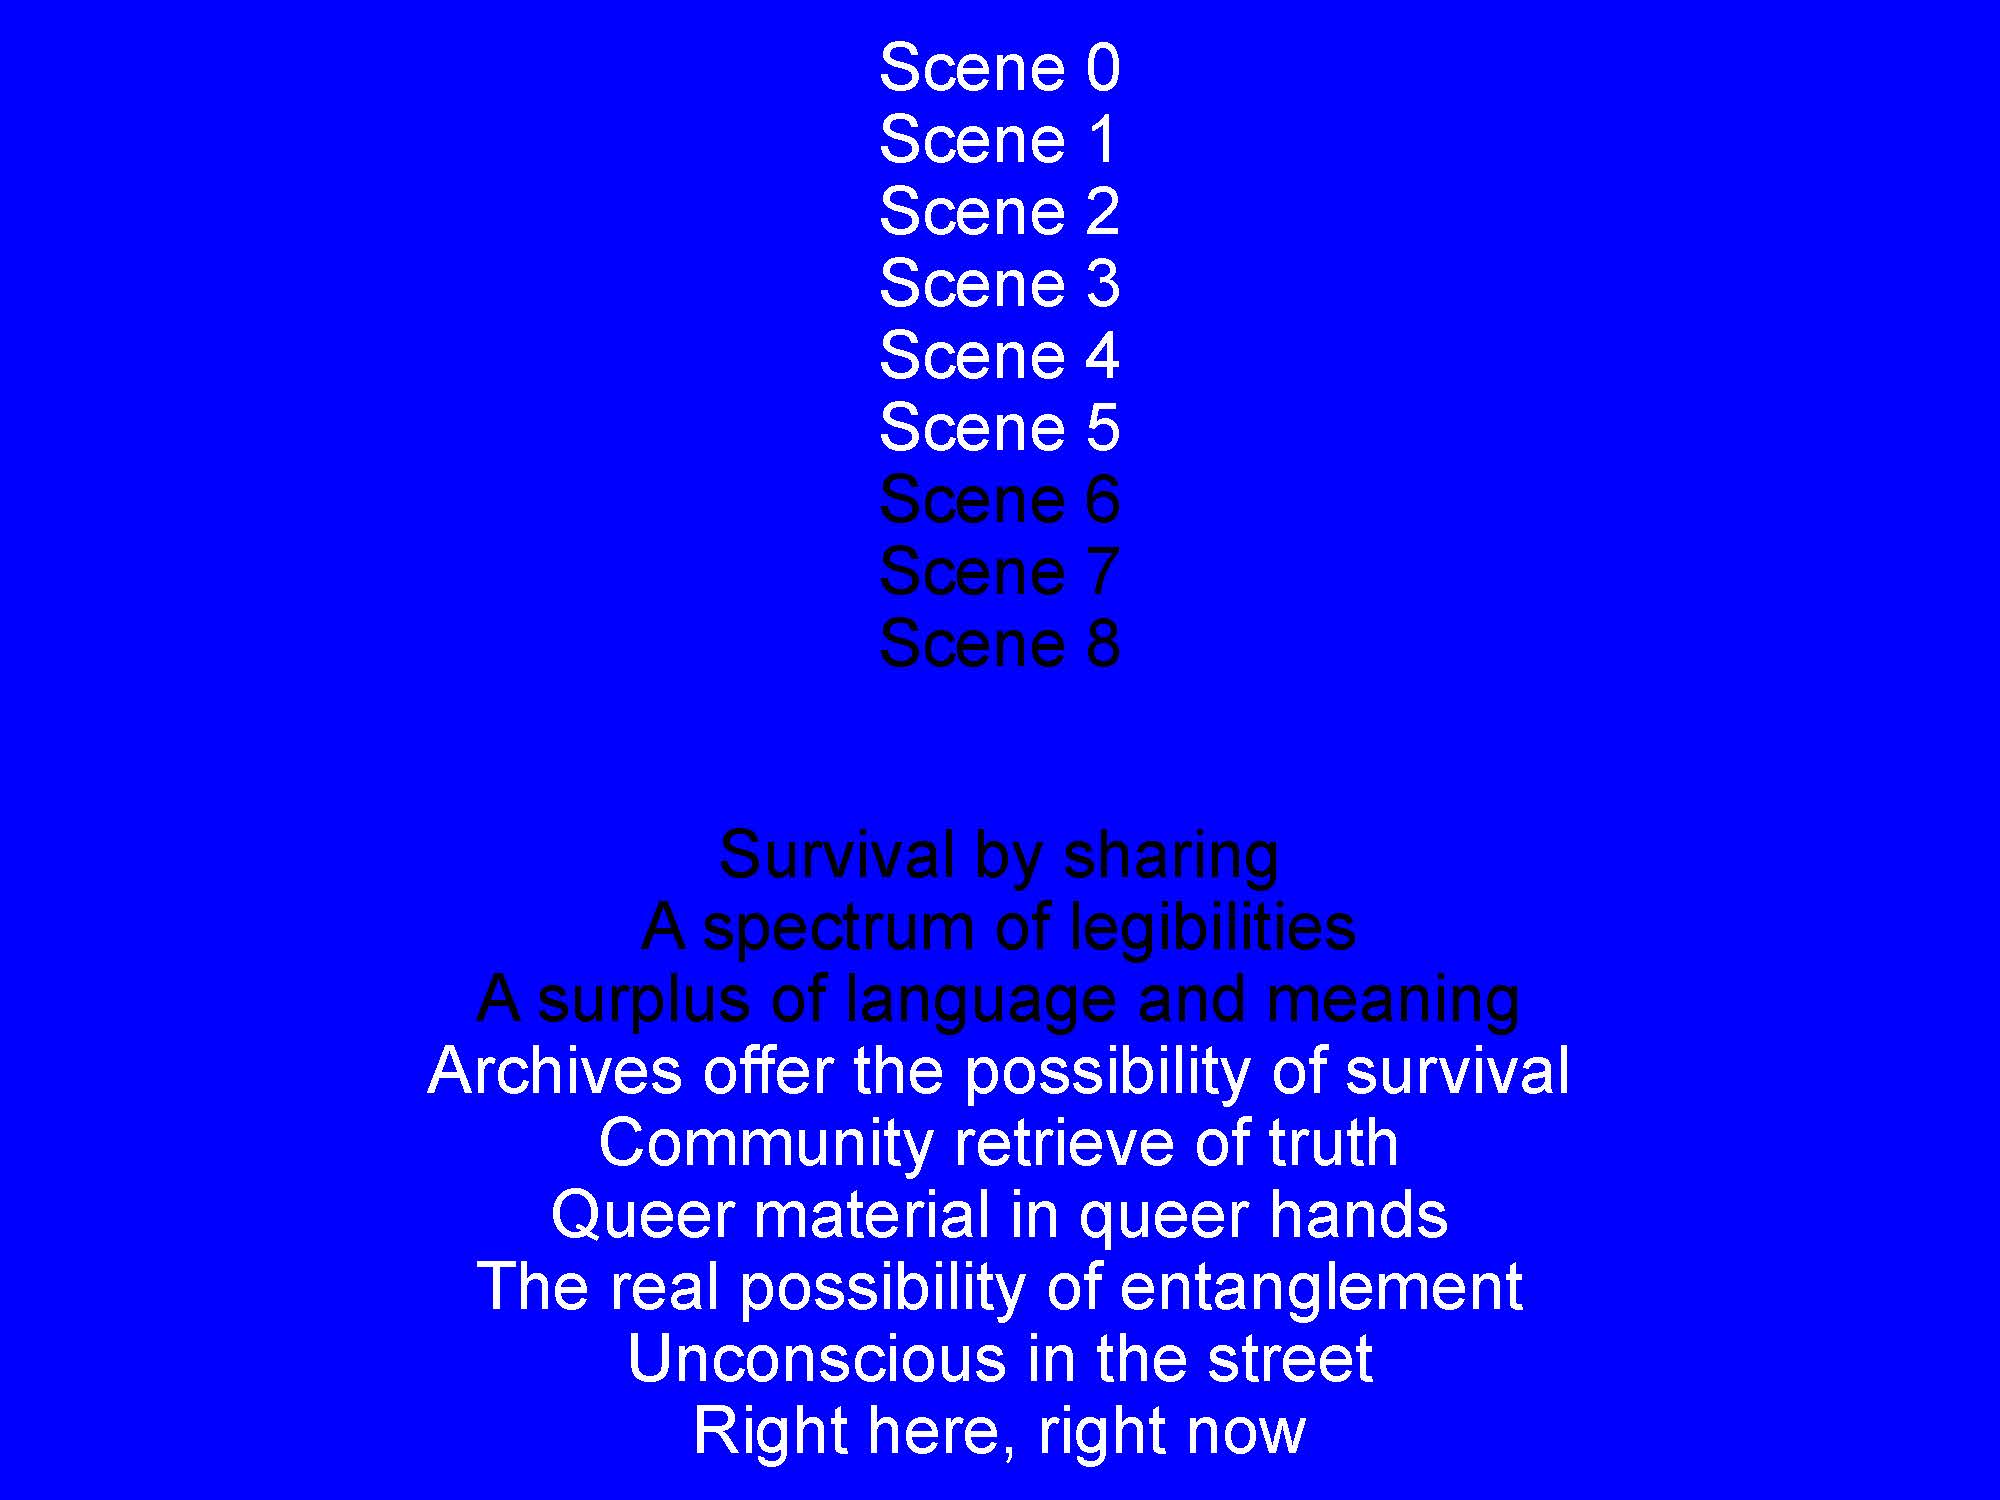 Scene 0
Scene 1
Scene 2
Scene 3
Scene 4
Scene 5
Scene 6
Scene 7
Scene 8
Survival by sharing
A spectrum of legibilities
A surplus of language and meaning
Archives offer the possibility of survival
Community retrieve of truth
Queer material in queer hands
The real possibility of entanglement
Unconscious in the street
Right here, right now